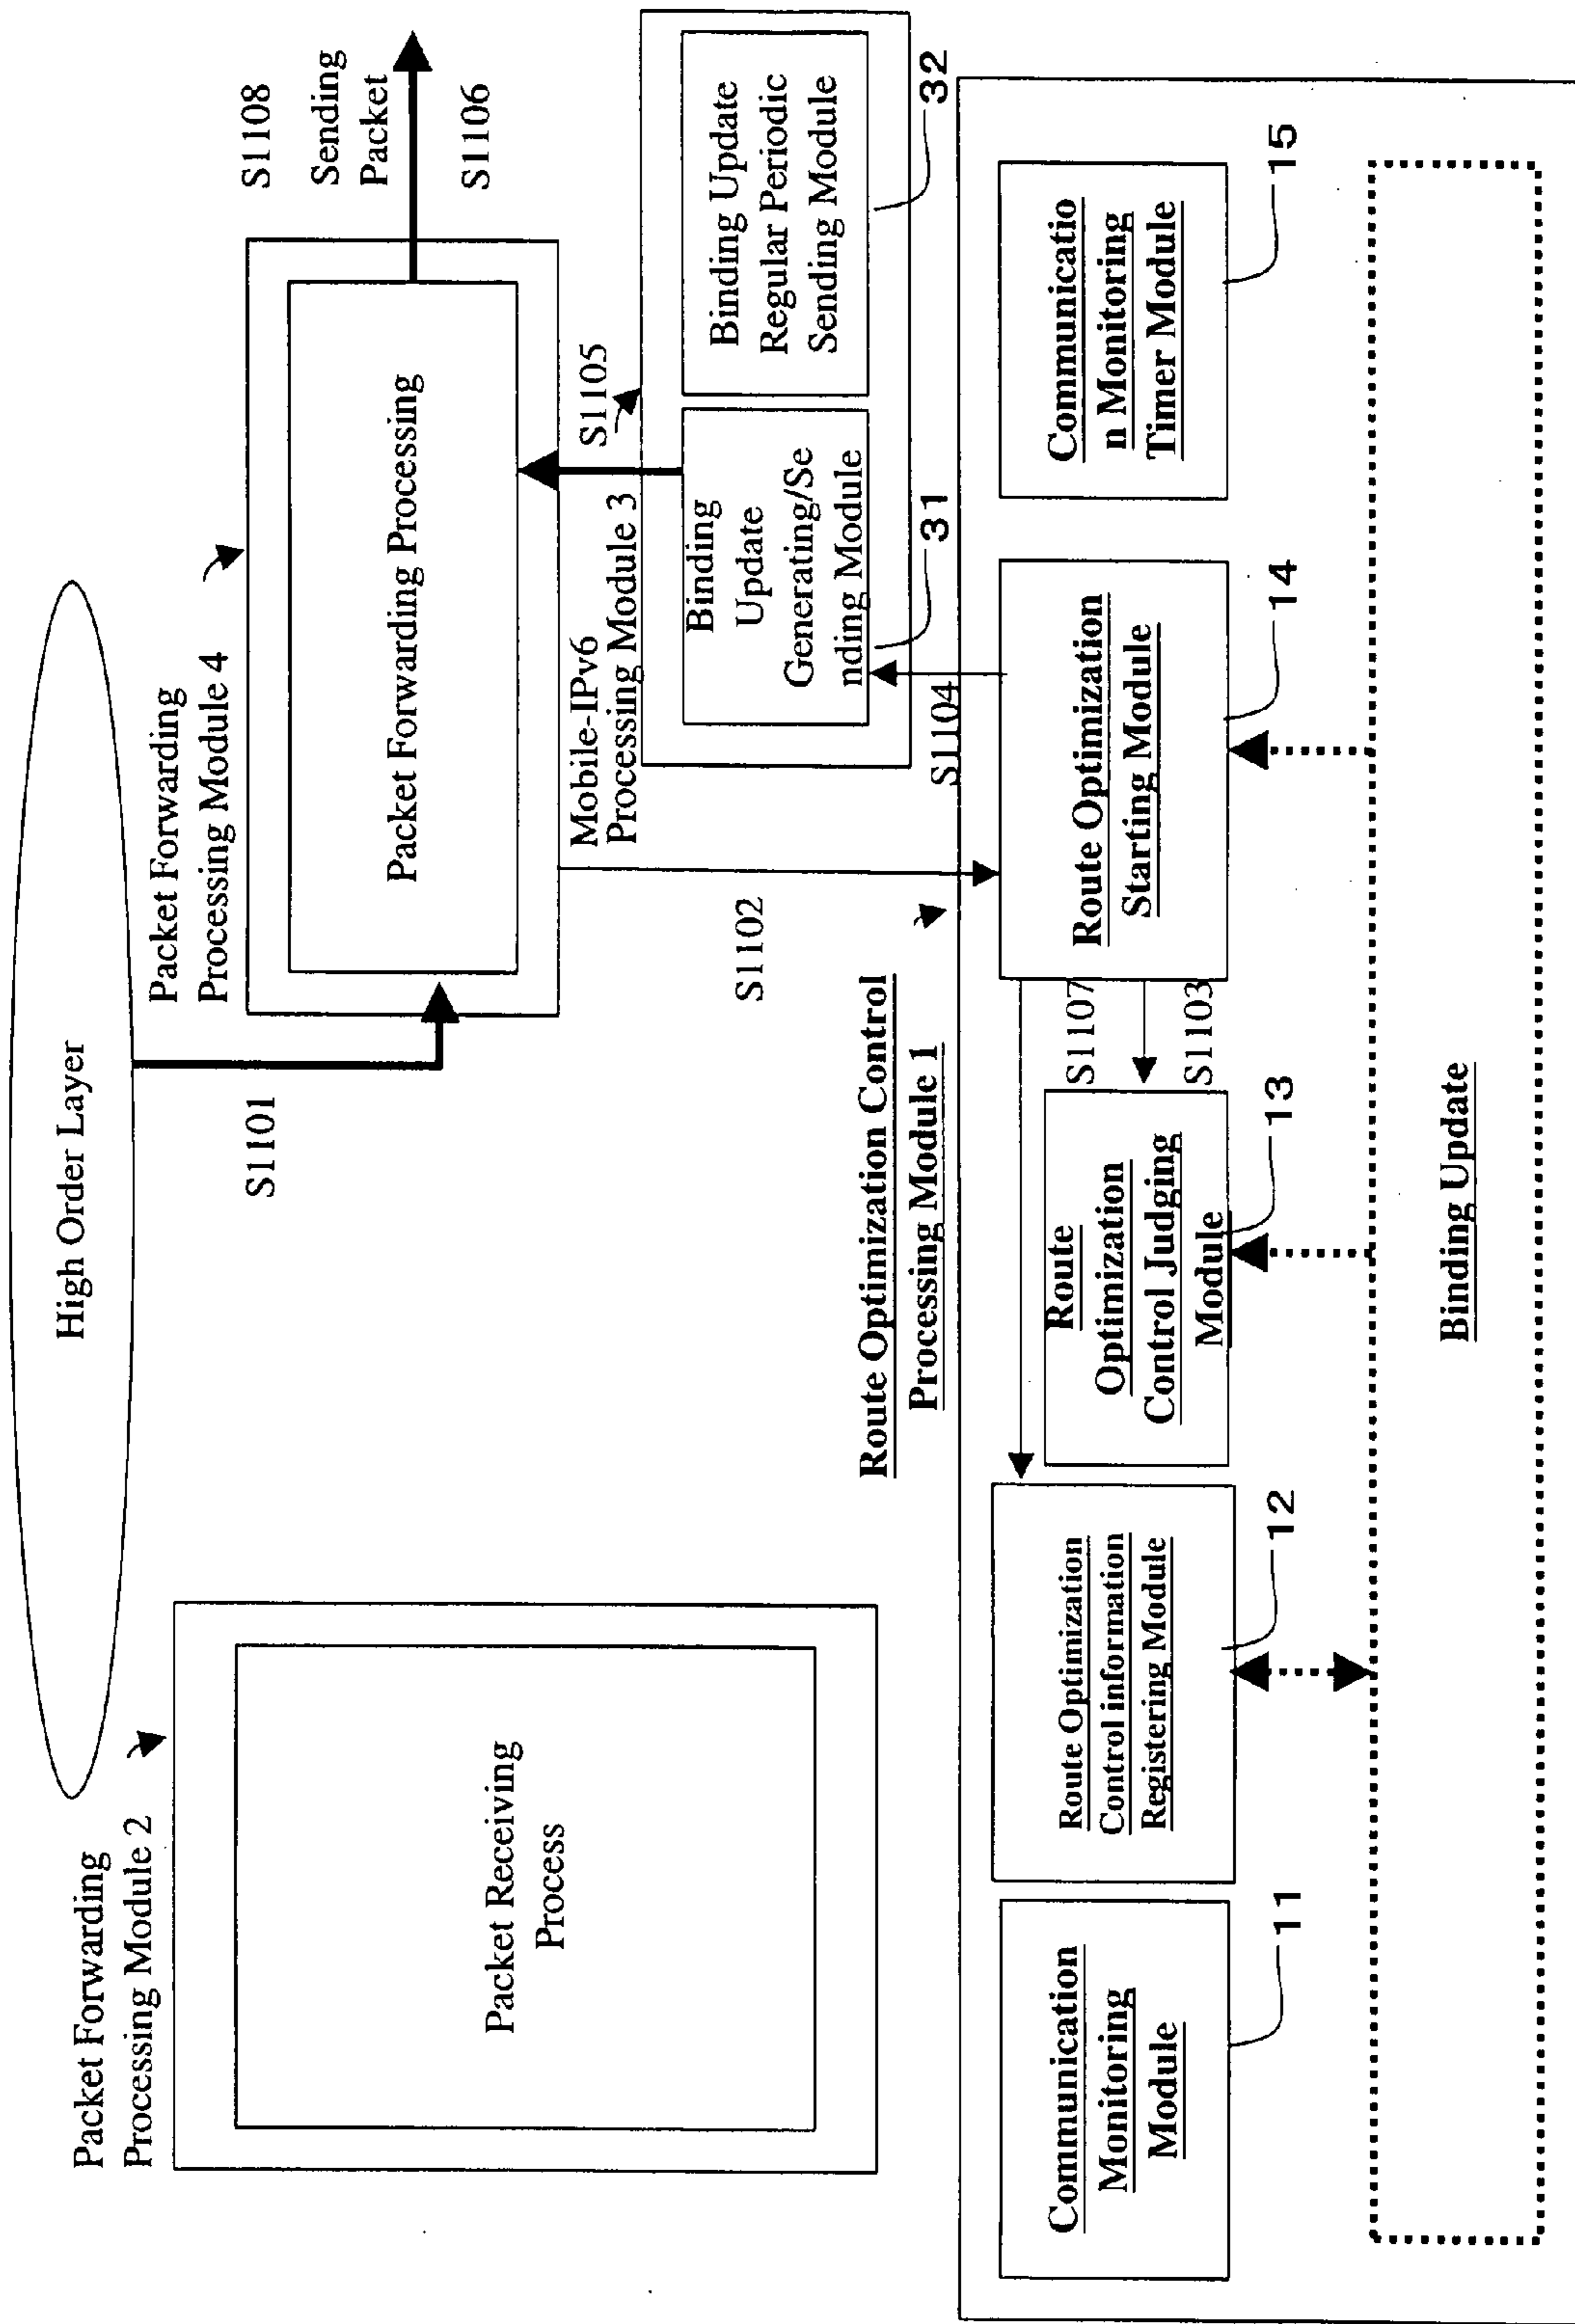 High Order Layer
S1101
Packet Forwarding
Processing Module 2
Packet Receiving
Process
Packet Forwarding
Processing Module 4
Packet Forwarding Processing
S1108
Sending
Packet
S1106
Mobile-IPv6
Processing Module 3
S1105
S1102
Binding
Update
Generating/Se
nding Module
31
Binding Update
Regular Periodic
Sending Module
32
S1104
Route Optimization Control
Processing Module 1
Communication
Monitoring
Module
11
Route Optimization
Control information
Registering Module
12
Route
Optimization
Control Judging
Module
13
S1107
S1103
Route Optimization
Starting Module
14
Communicatio
n Monitoring
Timer Module
15
Binding Update